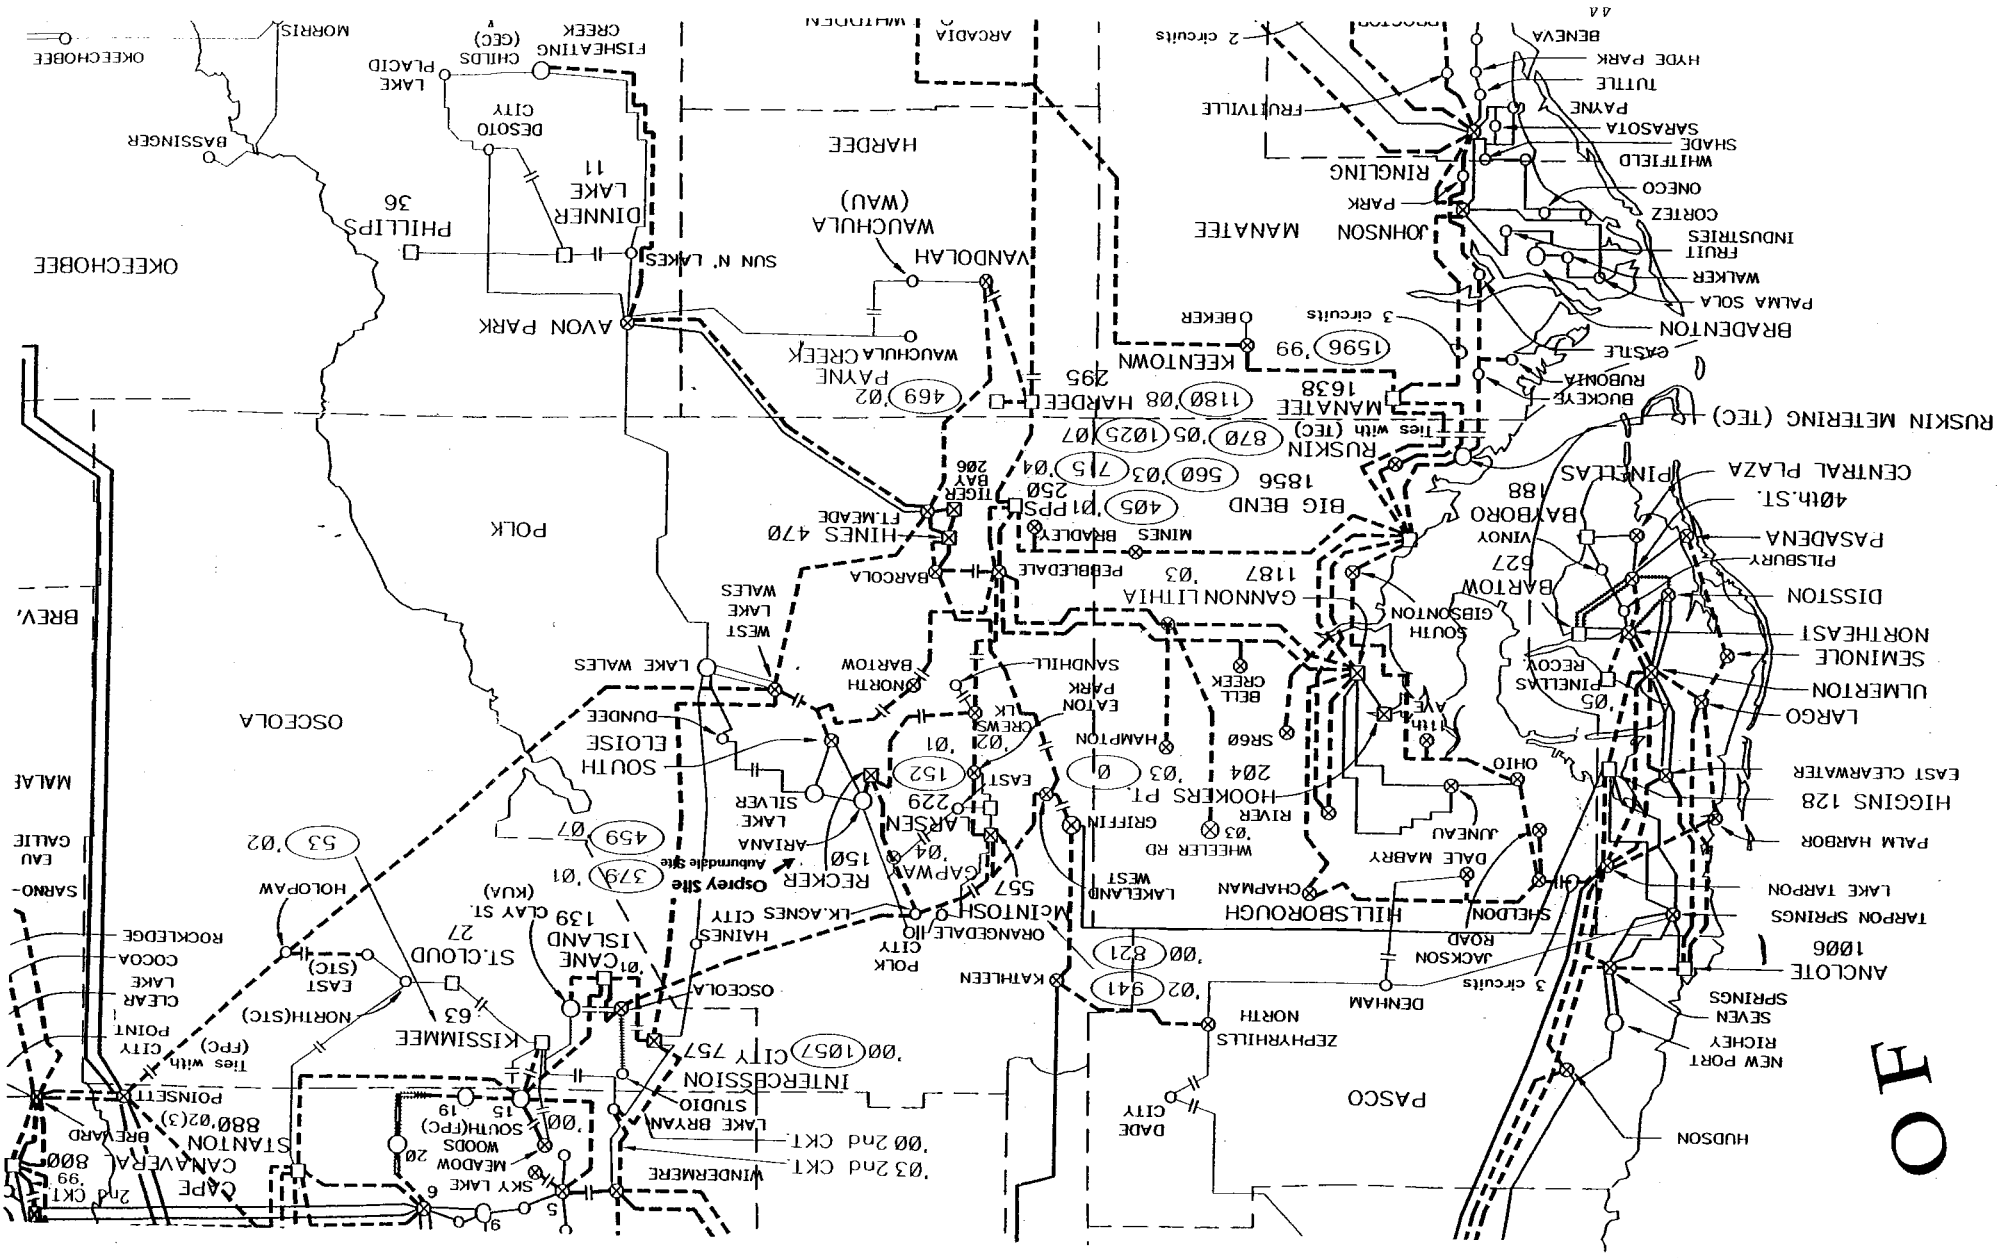 OF
HUDSON
PASCO
DADE
CITY
NEW PORT
RICHEY
SEVEN
SPRINGS
ANCLOTE
1006
TARPON SPRINGS
LAKE TARPON
PALM HARBOR
HIGGINS 128
EAST CLEARWATER
LARGO
ULMERTON
SEMINOLE
NORTHEAST
DISSTON
PILSBURY
PASADENA
40th.ST.
CENTRAL PLAZA
PINELLAS
RUSKIN METERING (TEC)
BAYBORO
188
VINOY
BARTOW
627
PINELLAS
RECOV.
'05
3 circuits
DENHAM
ZEPHYRHILLS
NORTH
KATHLEEN
'02 941
'00 821
JACKSON
ROAD
SHELDON
HILLSBOROUGH
CHAPMAN
DALE MABRY
JUNEAU
OHIO
11th
AVE
HOOKERS PT.
204
RIVER
WHEELER RD
'03
GRIFFIN
WEST
LAKELAND
McINTOSH
557
ORANGEDALE
LK.AGNES
POLK
CITY
GAPWAY
'04
LARSEN
229
EAST
0 '03
HAMPTON
SR60
BELL
CREEK
EATON
PARK
CREWS
LK
'02
152 '01
SANDHILL
NORTH
BARTOW
SOUTH
GIBSONTON
GANNON
1187
LITHIA
'03
PEBBLEDALE
BARCOLA
MINES
BRADLEY
PPS
250
TIGER
BAY
206
HINES 470
FT.MEADE
BIG BEND
1856
405 '01
560 '03
715 '04
870 '05
1025 '07
1180 '08
RUSKIN
Ties with (TEC)
MANATEE
1638
1596 '99
3 circuits
KEENTOWN
BEKER
HARDEE
295
469 '02
PAYNE
CREEK
WAUCHULA
VANDOLAH
WAUCHULA
(WAU)
HARDEE
MANATEE
BUCKEYE
RUBONIA
CASTLE
BRADENTON
PALMA SOLA
WALKER
FRUIT
INDUSTRIES
CORTEZ
ONECO
JOHNSON
PARK
RINGLING
WHITFIELD
SHADE
SARASOTA
PAYNE
TUTTLE
HYDE PARK
BENEVA
44
FRUITVILLE
2 circuits
ARCADIA
WHIDDEN
FISHEATING
CREEK
CHILDS
(GEC)
LAKE
PLACID
DESOTO
CITY
DINNER
LAKE
11
PHILLIPS
36
SUN N' LAKES
AVON PARK
MORRIS
OKEECHOBEE
BASSINGER
OKEECHOBEE
POLK
OSCEOLA
BREV.
WEST
LAKE
WALES
LAKE WALES
DUNDEE
SOUTH
ELOISE
SILVER
LAKE
ARIANA
RECKER
150
Osprey Site
Auburndale Site
459 '07
379 '01
53 '02
HAINES CITY
CLAY ST.
(KUA)
CANE
ISLAND
139
'01
OSCEOLA
INTERCESSION
CITY 757
'00 1057
STUDIO
LAKE BRYAN
'00 2nd CKT
'03 2nd CKT
WINDERMERE
SKY LAKE
MEADOW
WOODS
SOUTH(FPC)
15
19
20
'00
5
6
91
KISSIMMEE
63
ST.CLOUD
27
EAST
(STC)
NORTH(STC)
HOLOPAW
Ties with
(FPC)
POINSETT
STANTON
880'02(3)
BREVARD
CAPE
CANAVERA
800
2nd CKT
'99
CITY
POINT
CLEAR
LAKE
COCOA
ROCKLEDGE
SARNO-
EAU
GALLIE
MALAB